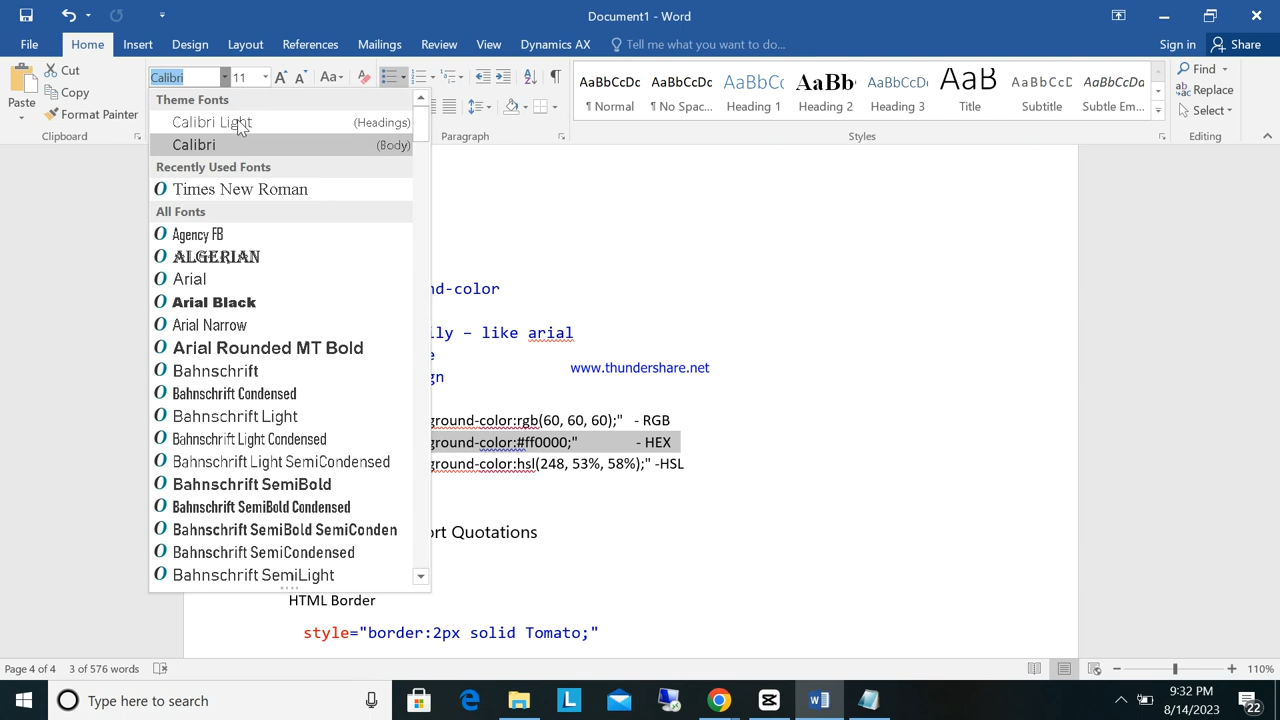 Document1 - Word
File Home Insert Design Layout References Mailings Review View Dynamics AX Tell me what you want to do... Sign in Share
Paste
Cut
Copy
Format Painter
Clipboard
Calibri 11
Paragraph
AaBbCcDc AaBbCcDc AaBbCc AaBb AaBbCcDc AaB AaBbCcD AaBbCcDc
¶ Normal ¶ No Spac... Heading 1 Heading 2 Heading 3 Title Subtitle Subtle Em...
Styles
Find
Replace
Select
Editing
Theme Fonts
Calibri Light (Headings)
Calibri (Body)
Recently Used Fonts
Times New Roman
All Fonts
Agency FB
ALGERIAN
Arial
Arial Black
Arial Narrow
Arial Rounded MT Bold
Bahnschrift
Bahnschrift Condensed
Bahnschrift Light
Bahnschrift Light Condensed
Bahnschrift Light SemiCondensed
Bahnschrift SemiBold
Bahnschrift SemiBold Condensed
Bahnschrift SemiBold SemiConden
Bahnschrift SemiCondensed
Bahnschrift SemiLight
nd-color
ily – like arial
e
gn
www.thundershare.net
ground-color:rgb(60, 60, 60);" - RGB
ground-color:#ff0000;" - HEX
ground-color:hsl(248, 53%, 58%);" -HSL
ort Quotations
HTML Border
style="border:2px solid Tomato;"
Page 4 of 4 3 of 576 words 110%
Type here to search
9:32 PM
8/14/2023
22